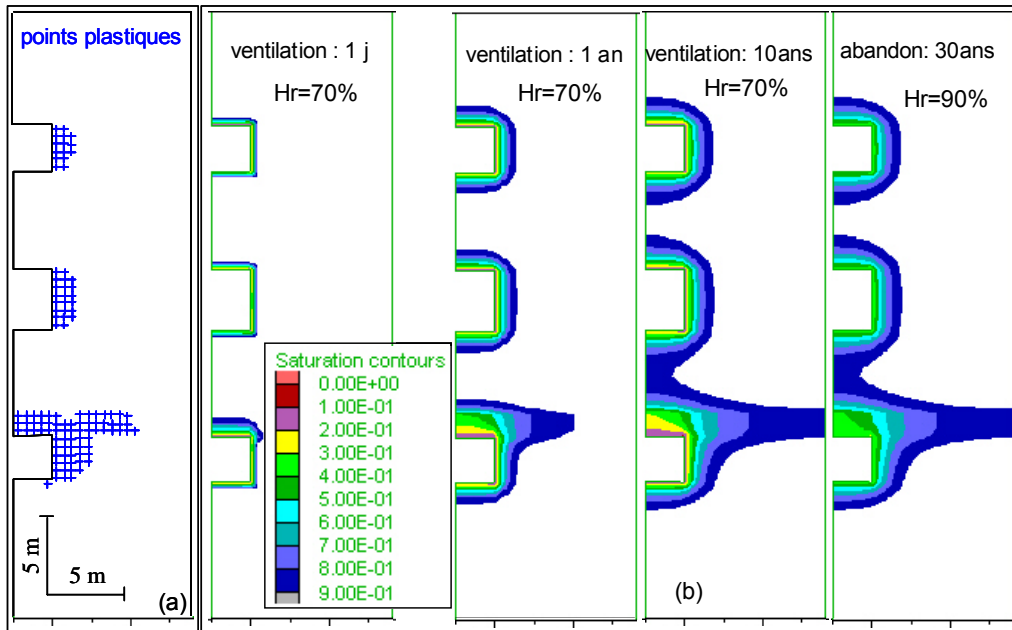 points plastiques
ventilation : 1 j
Hr=70%
ventilation : 1 an
Hr=70%
ventilation: 10ans
Hr=70%
abandon: 30ans
Hr=90%
Saturation contours
0.00E+00
1.00E-01
2.00E-01
3.00E-01
4.00E-01
5.00E-01
6.00E-01
7.00E-01
8.00E-01
9.00E-01
5 m
5 m
(a)
(b)